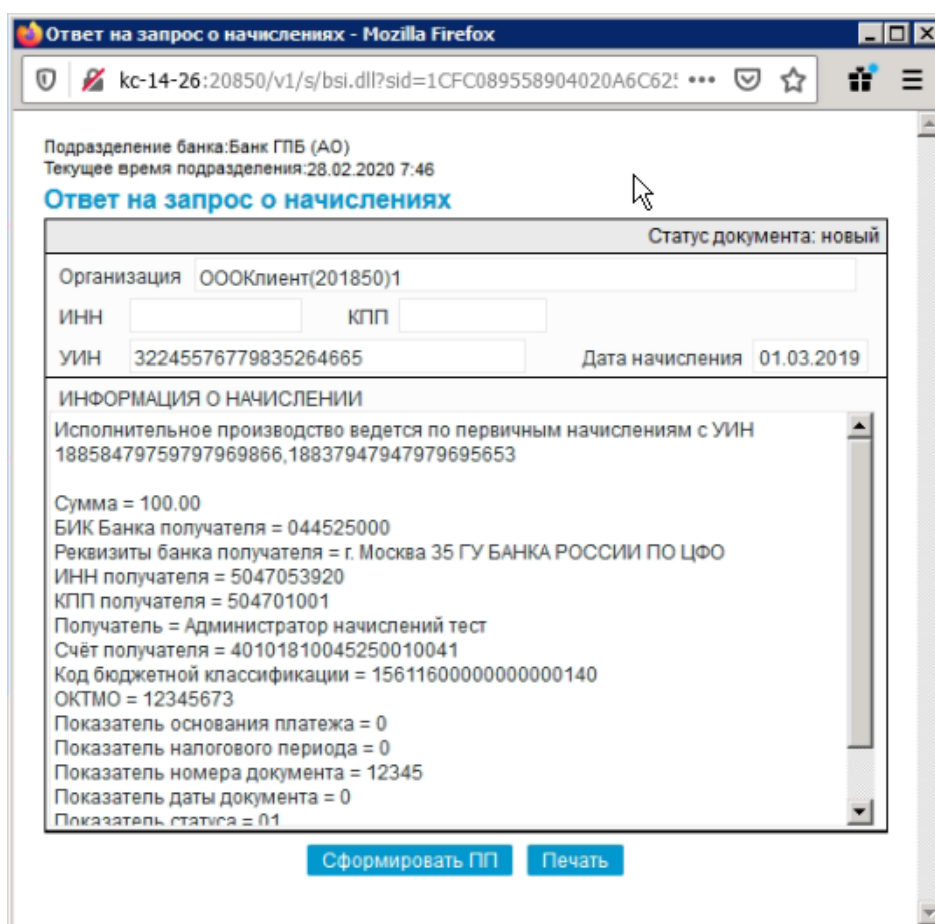 Ответ на запрос о начислениях - Mozilla Firefox
kc-14-26:20850/v1/s/bsi.dll?sid=1CFC089558904020A6C625
Подразделение банка:Банк ГПБ (АО)
Текущее время подразделения:28.02.2020 7:46
Ответ на запрос о начислениях
Статус документа: новый
Организация ОООКлиент(201850)1
ИНН КПП
УИН 32245576779835264665 Дата начисления 01.03.2019
ИНФОРМАЦИЯ О НАЧИСЛЕНИИ
Исполнительное производство ведется по первичным начислениям с УИН
18858479759797969866,18837947947979695653
Сумма = 100.00
БИК Банка получателя = 044525000
Реквизиты банка получателя = г. Москва 35 ГУ БАНКА РОССИИ ПО ЦФО
ИНН получателя = 5047053920
КПП получателя = 504701001
Получатель = Администратор начислений тест
Счёт получателя = 40101810045250010041
Код бюджетной классификации = 15611600000000000140
ОКТМО = 12345673
Показатель основания платежа = 0
Показатель налогового периода = 0
Показатель номера документа = 12345
Показатель даты документа = 0
Показатель статуса = 01
Сформировать ПП Печать